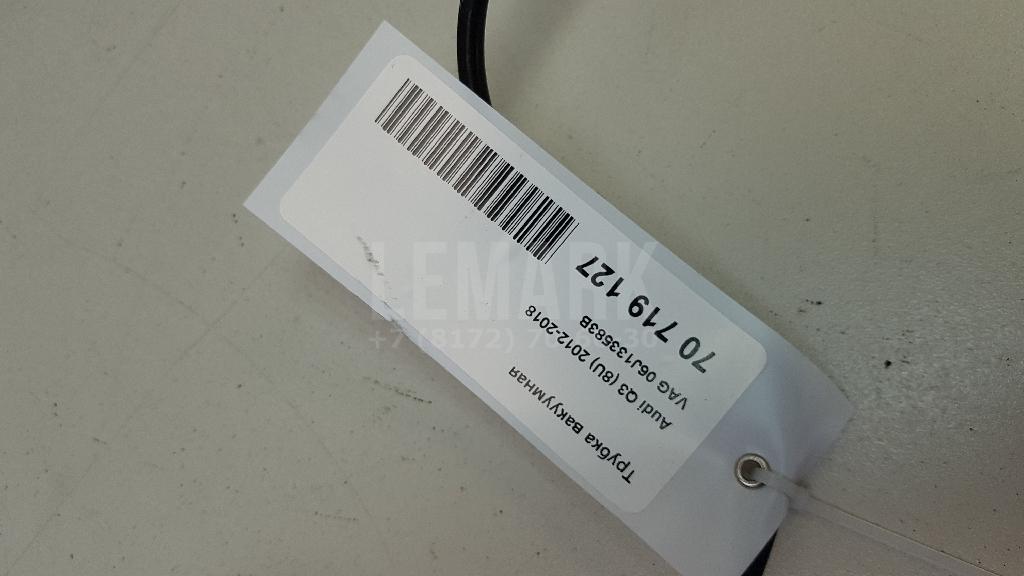 Трубка вакуумная
Audi Q3 (8U) 2012-2018
VAG 06J133583B
70 719 127
LEMARK